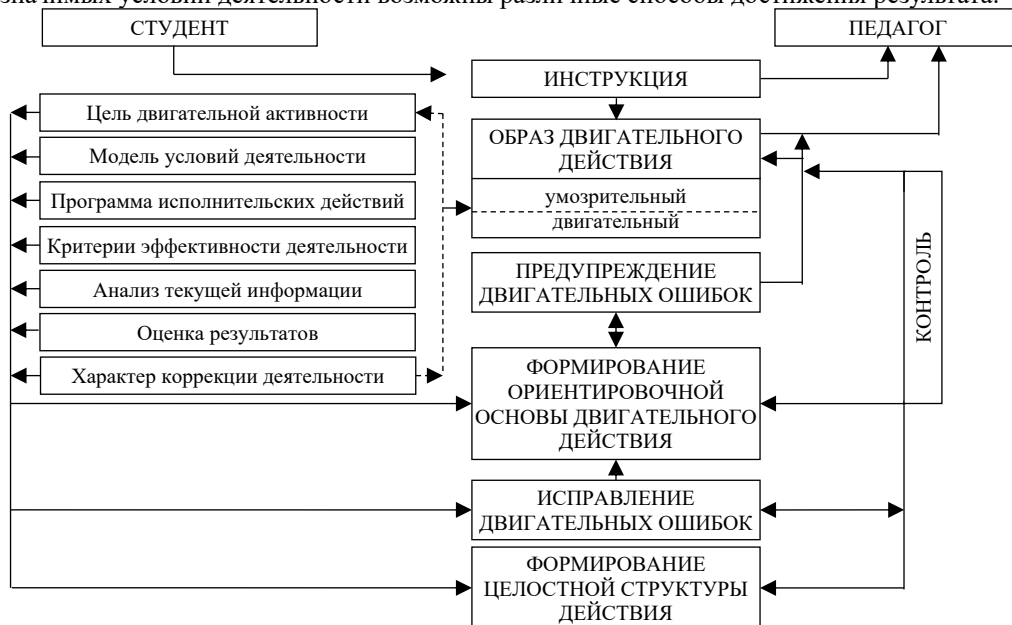 значимых условий деятельности возможны различные способы достижения результата.
СТУДЕНТ
ПЕДАГОГ
ИНСТРУКЦИЯ
Цель двигательной активности
Модель условий деятельности
Программа исполнительских действий
Критерии эффективности деятельности
Анализ текущей информации
Оценка результатов
Характер коррекции деятельности
ОБРАЗ ДВИГАТЕЛЬНОГО
ДЕЙСТВИЯ
умозрительный
двигательный
ПРЕДУПРЕЖДЕНИЕ
ДВИГАТЕЛЬНЫХ ОШИБОК
ФОРМИРОВАНИЕ
ОРИЕНТИРОВОЧНОЙ
ОСНОВЫ ДВИГАТЕЛЬНОГО
ДЕЙСТВИЯ
ИСПРАВЛЕНИЕ
ДВИГАТЕЛЬНЫХ ОШИБОК
ФОРМИРОВАНИЕ
ЦЕЛОСТНОЙ СТРУКТУРЫ
ДЕЙСТВИЯ
КОНТРОЛЬ